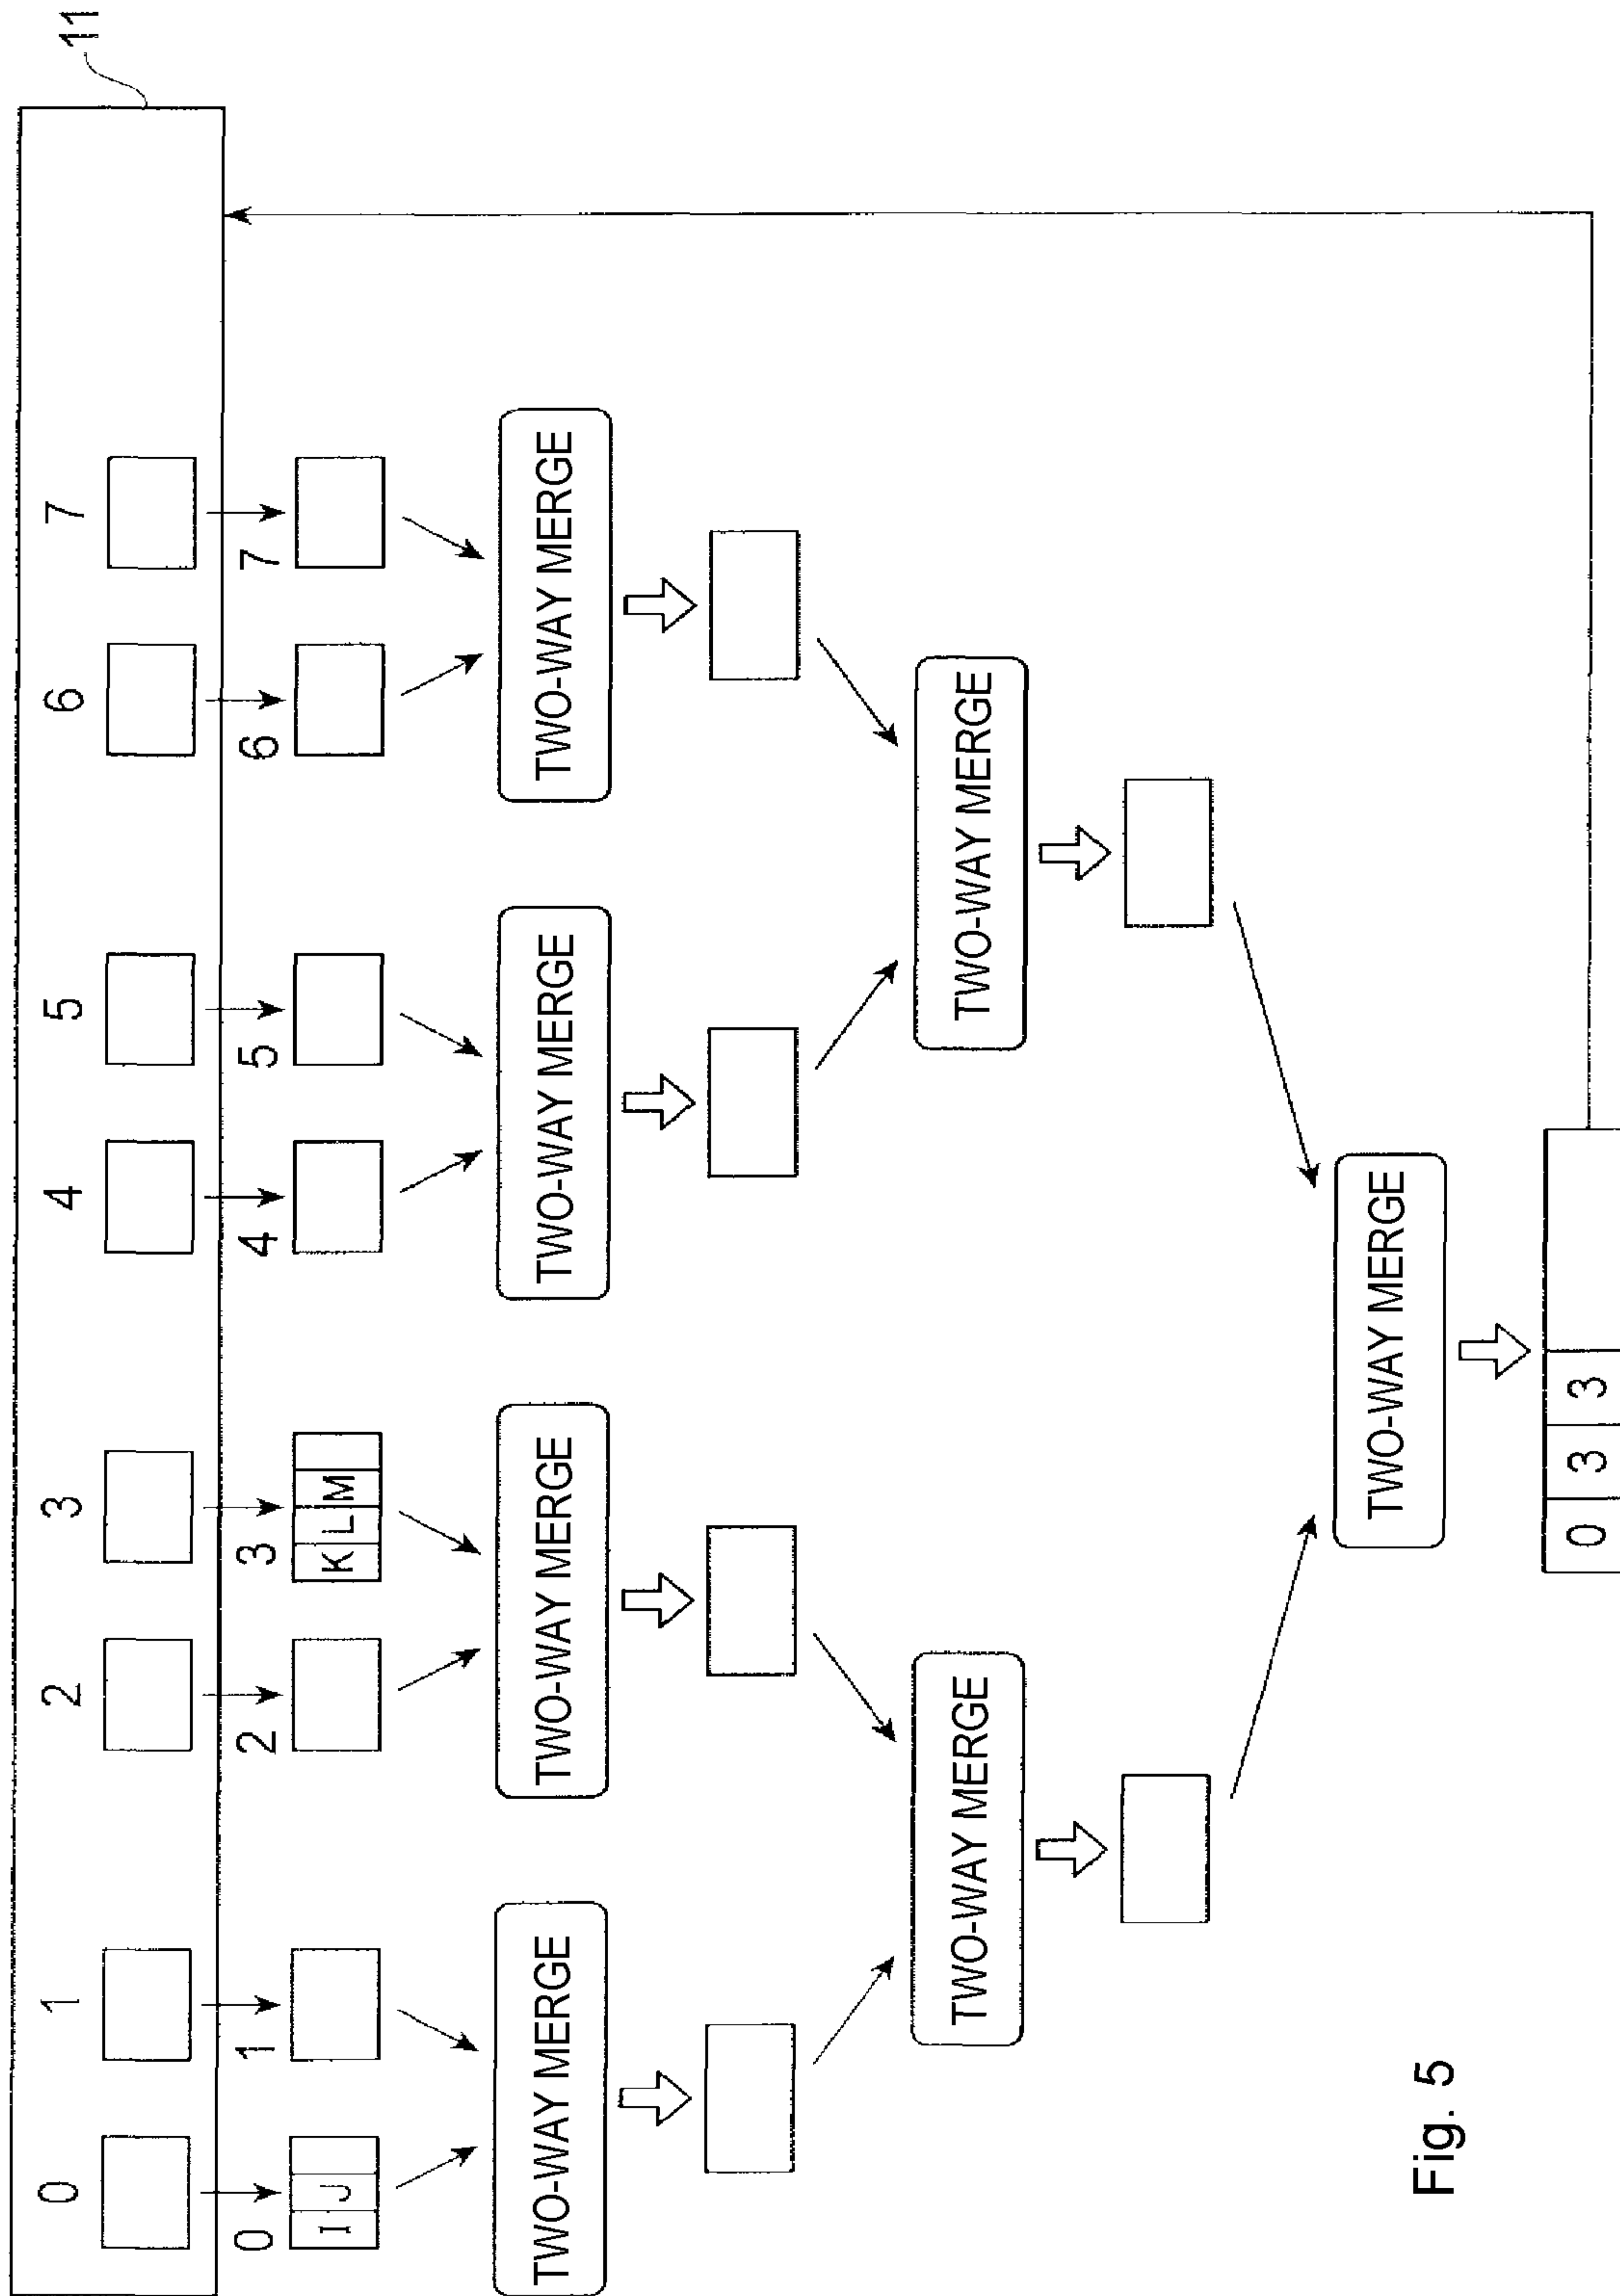 11
0 1 2 3 4 5 6 7
0 1 2 3 4 5 6 7
I J K L M
TWO-WAY MERGE TWO-WAY MERGE TWO-WAY MERGE TWO-WAY MERGE
TWO-WAY MERGE TWO-WAY MERGE
TWO-WAY MERGE
0 3 3
Fig. 5